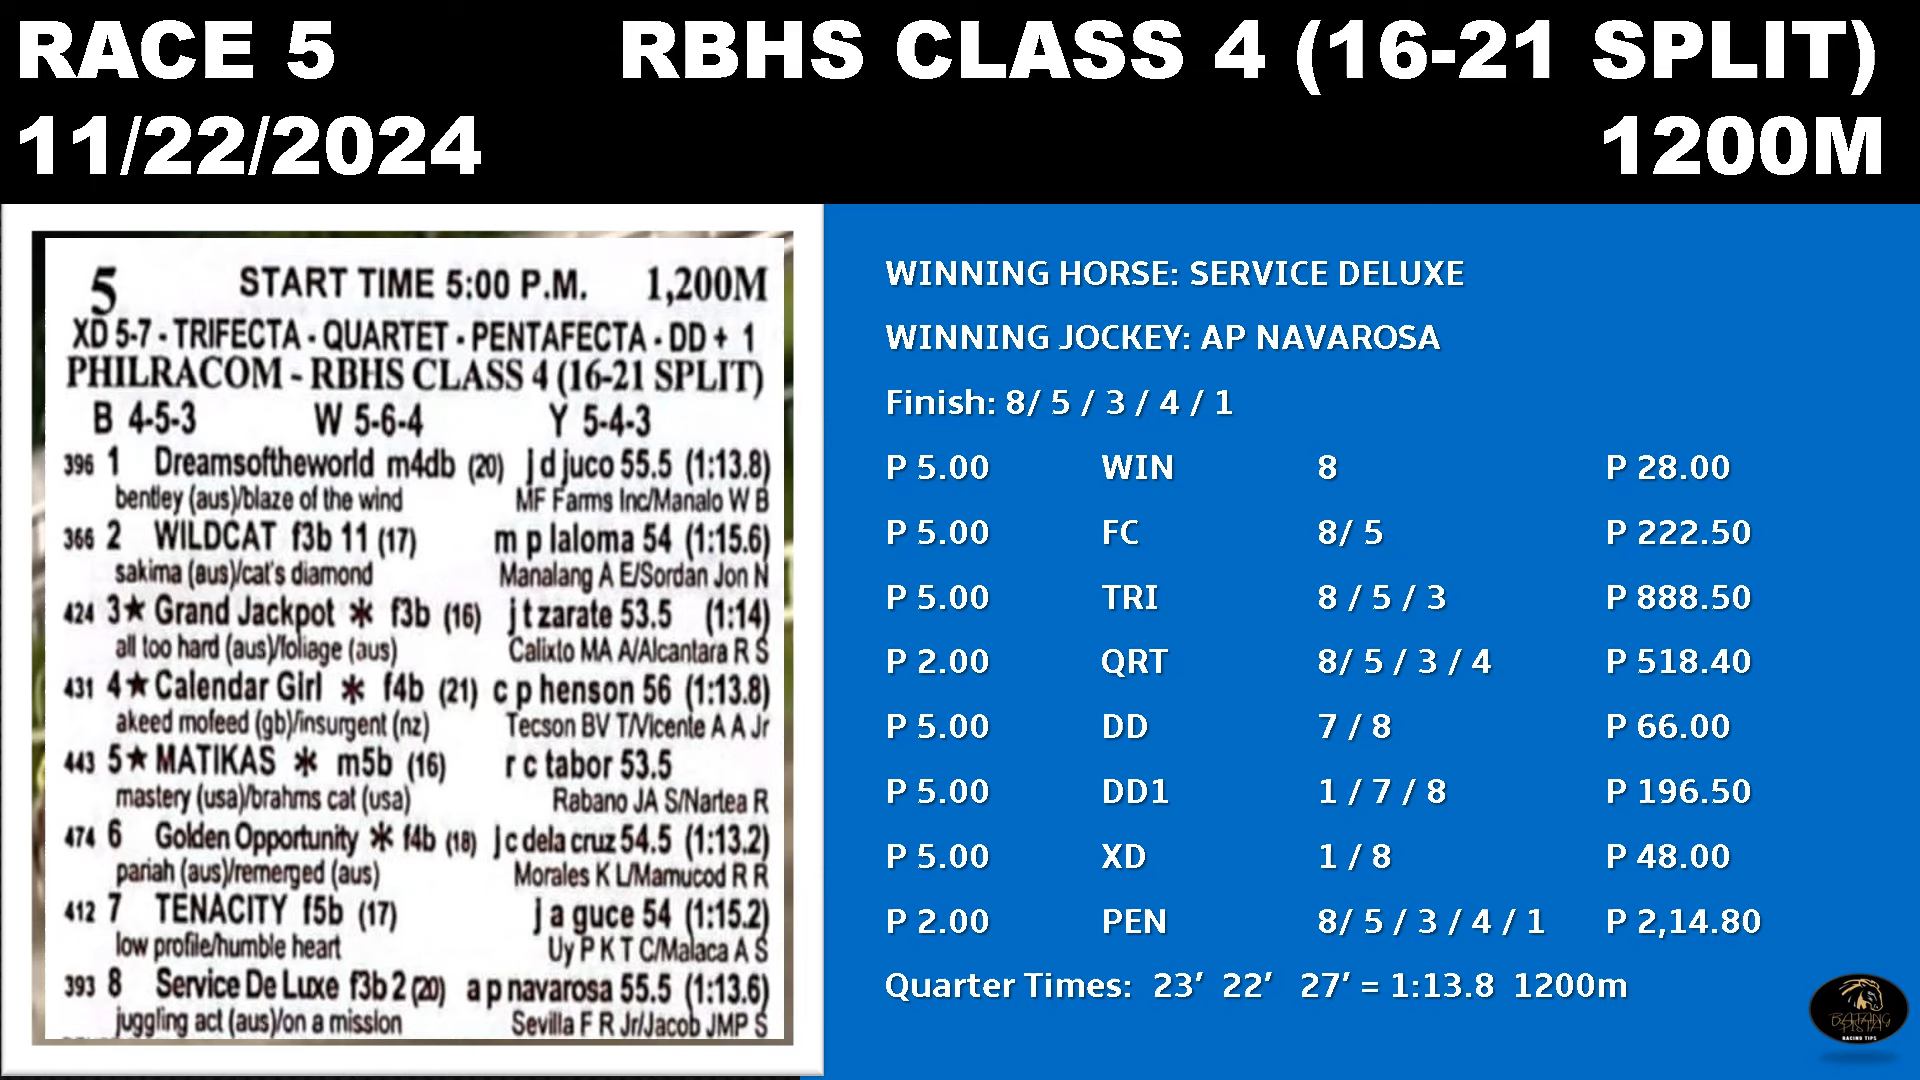 RACE 5 RBHS CLASS 4 (16-21 SPLIT)
11/22/2024 1200M
5 START TIME 5:00 P.M. 1,200M
XD 5-7 - TRIFECTA - QUARTET - PENTAFECTA - DD + 1
PHILRACOM - RBHS CLASS 4 (16-21 SPLIT)
B 4-5-3 W 5-6-4 Y 5-4-3
396 1 Dreamsoftheworld m4db (20) j d juco 55.5 (1:13.8)
bentley (aus)/blaze of the wind MF Farms Inc/Manalo W B
366 2 WILDCAT f3b 11 (17) m p laloma 54 (1:15.6)
sakima (aus)/cat's diamond Manalang A E/Sordan Jon N
424 3★ Grand Jackpot * f3b (16) j t zarate 53.5 (1:14)
all too hard (aus)/foliage (aus) Calixto MA A/Alcantara R S
431 4★ Calendar Girl * f4b (21) c p henson 56 (1:13.8)
akeed mofeed (gb)/insurgent (nz) Tecson BV T/Vicente A A Jr
443 5★ MATIKAS * m5b (16) r c tabor 53.5
mastery (usa)/brahms cat (usa) Rabano JA S/Nartea R
474 6 Golden Opportunity * f4b (18) j c dela cruz 54.5 (1:13.2)
pariah (aus)/remerged (aus) Morales K L/Mamucod R R
412 7 TENACITY f5b (17) j a guce 54 (1:15.2)
low profile/humble heart Uy P K T C/Malaca A S
393 8 Service De Luxe f3b 2 (20) a p navarosa 55.5 (1:13.6)
juggling act (aus)/on a mission Sevilla F R Jr/Jacob JMP S
WINNING HORSE: SERVICE DELUXE
WINNING JOCKEY: AP NAVAROSA
Finish: 8/ 5 / 3 / 4 / 1
P 5.00 WIN 8 P 28.00
P 5.00 FC 8/ 5 P 222.50
P 5.00 TRI 8 / 5 / 3 P 888.50
P 2.00 QRT 8/ 5 / 3 / 4 P 518.40
P 5.00 DD 7 / 8 P 66.00
P 5.00 DD1 1 / 7 / 8 P 196.50
P 5.00 XD 1 / 8 P 48.00
P 2.00 PEN 8/ 5 / 3 / 4 / 1 P 2,14.80
Quarter Times: 23’ 22’ 27’ = 1:13.8 1200m
BATANG
PISTA
RACING TIPS